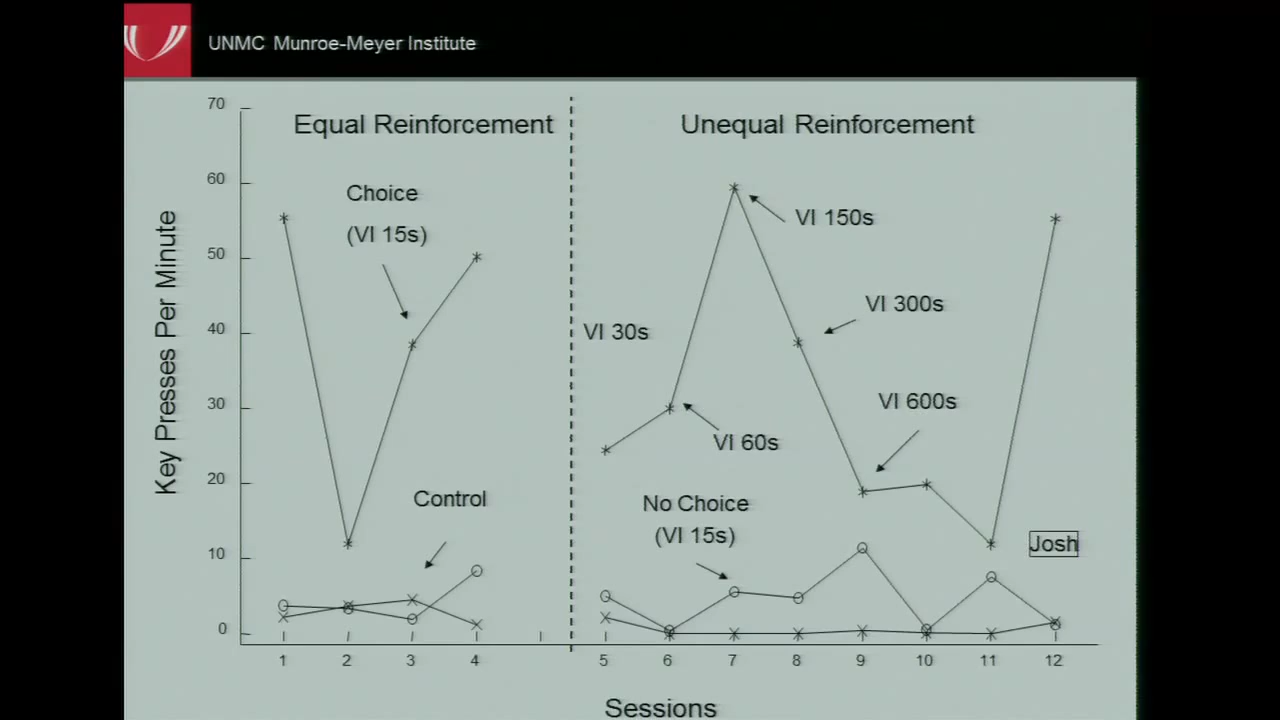 UNMC Munroe-Meyer Institute
Equal Reinforcement
Unequal Reinforcement
Key Presses Per Minute
70
60
50
40
30
20
10
0
Choice
(VI 15s)
Control
VI 30s
VI 60s
VI 150s
VI 300s
VI 600s
No Choice
(VI 15s)
Josh
1 2 3 4 5 6 7 8 9 10 11 12
Sessions